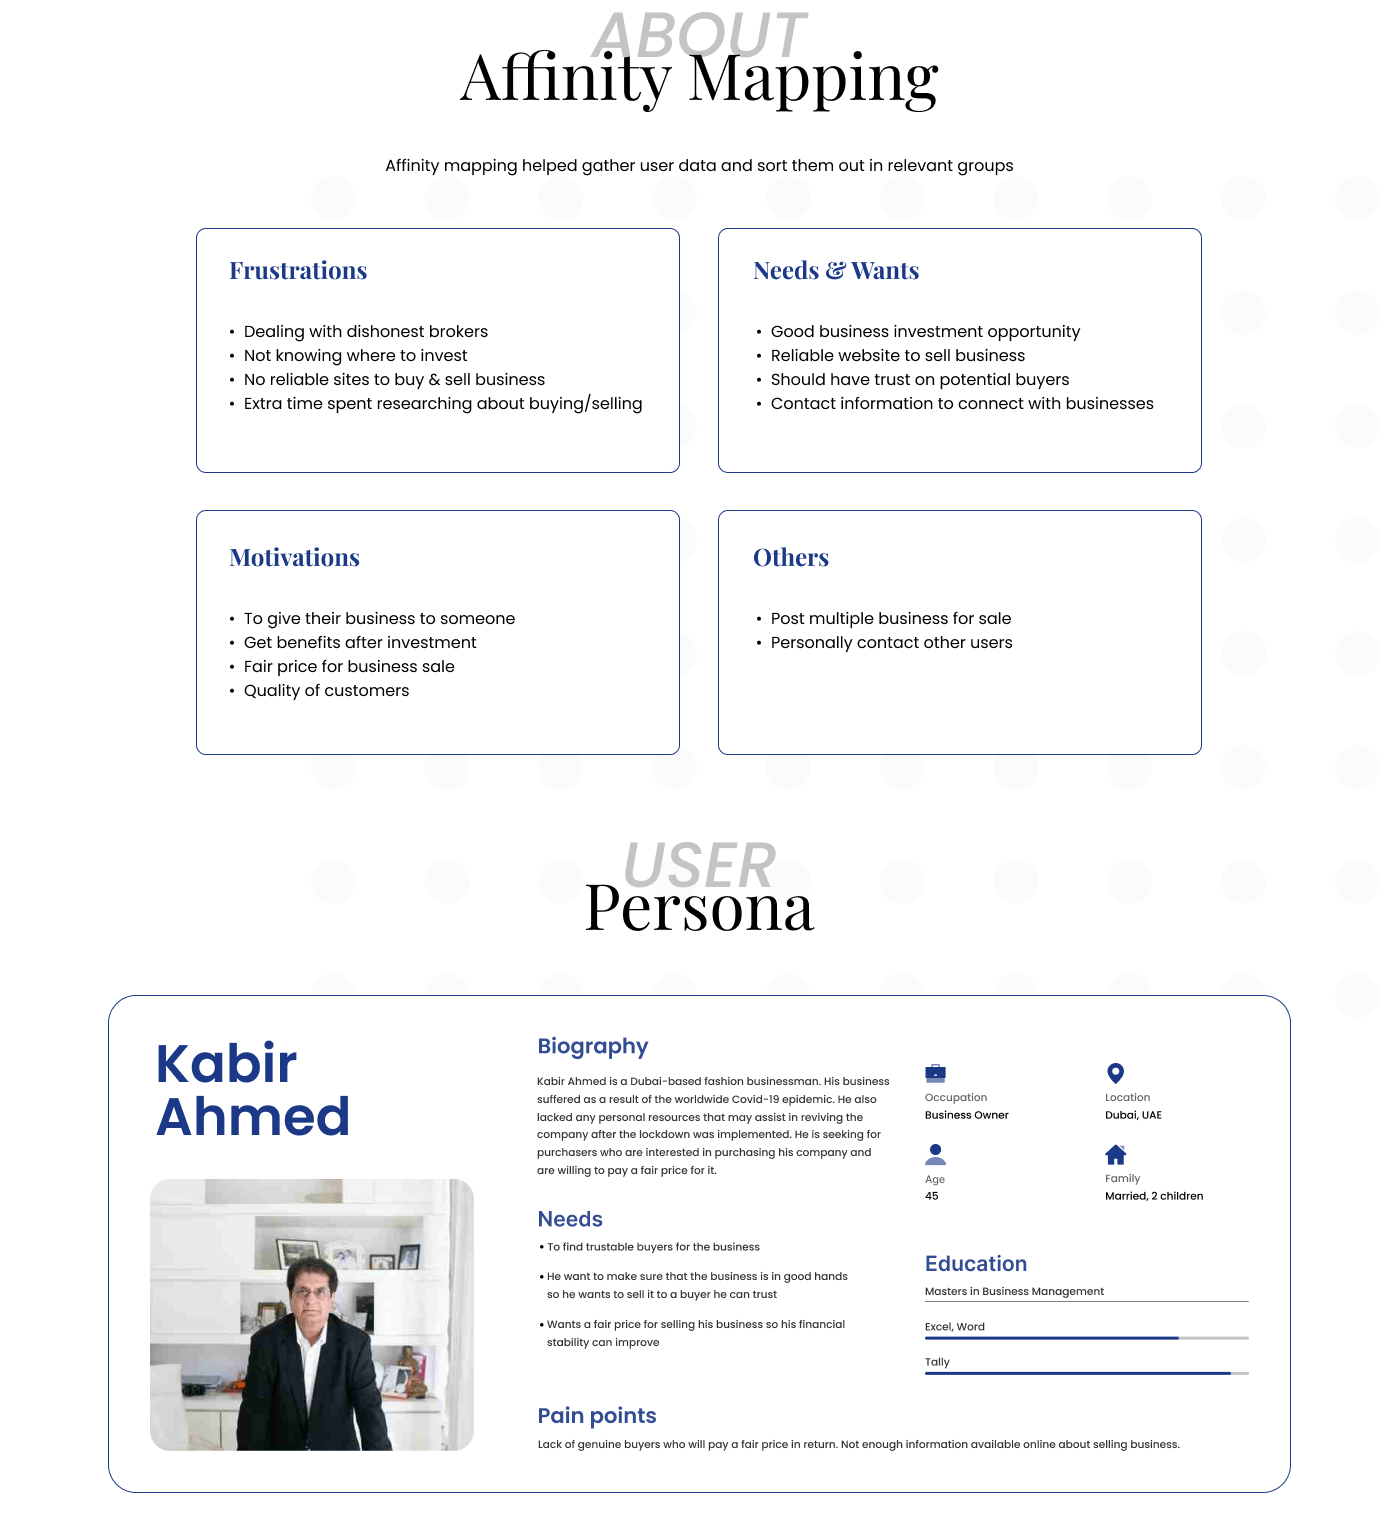 ABOUT
Affinity Mapping
Affinity mapping helped gather user data and sort them out in relevant groups
Frustrations
• Dealing with dishonest brokers
• Not knowing where to invest
• No reliable sites to buy & sell business
• Extra time spent researching about buying/selling
Needs & Wants
• Good business investment opportunity
• Reliable website to sell business
• Should have trust on potential buyers
• Contact information to connect with businesses
Motivations
• To give their business to someone
• Get benefits after investment
• Fair price for business sale
• Quality of customers
Others
• Post multiple business for sale
• Personally contact other users
USER
Persona
Kabir
Ahmed
Biography
Kabir Ahmed is a Dubai-based fashion businessman. His business
suffered as a result of the worldwide Covid-19 epidemic. He also
lacked any personal resources that may assist in reviving the
company after the lockdown was implemented. He is seeking for
purchasers who are interested in purchasing his company and
are willing to pay a fair price for it.
Needs
• To find trustable buyers for the business
• He want to make sure that the business is in good hands
so he wants to sell it to a buyer he can trust
• Wants a fair price for selling his business so his financial
stability can improve
Occupation
Business Owner
Location
Dubai, UAE
Age
45
Family
Married, 2 children
Education
Masters in Business Management
Excel, Word
Tally
Pain points
Lack of genuine buyers who will pay a fair price in return. Not enough information available online about selling business.